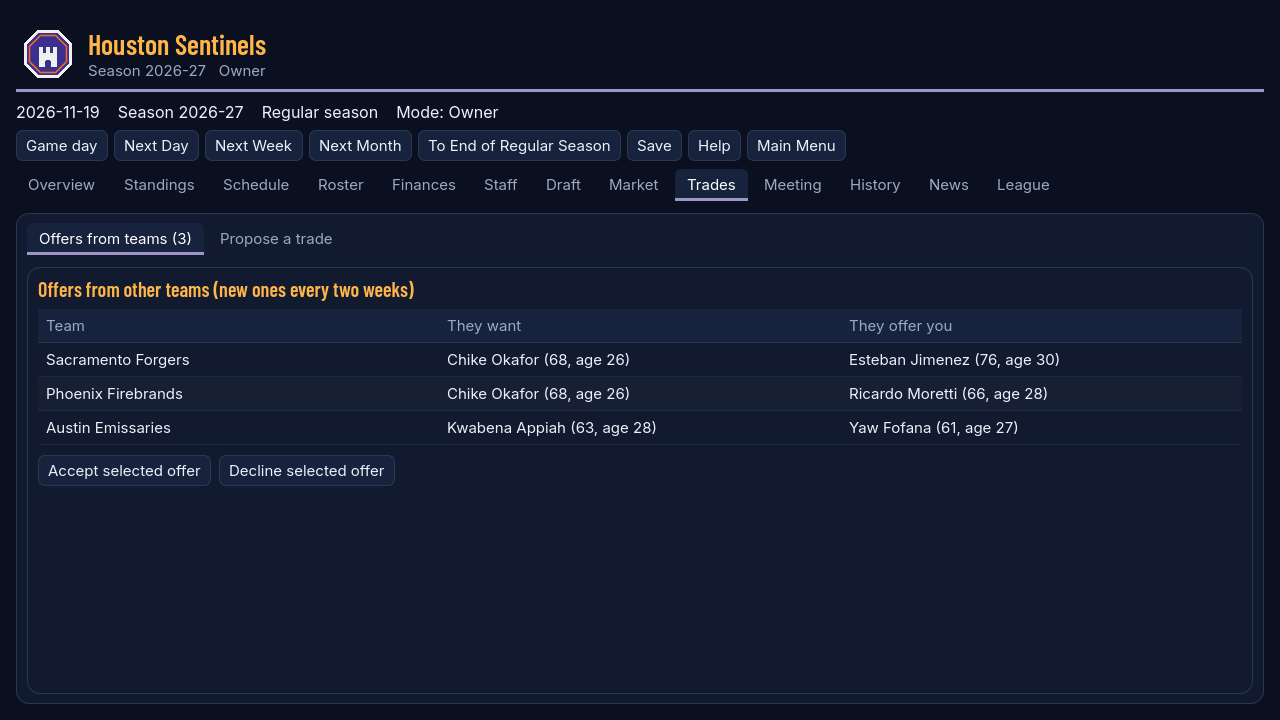 Houston Sentinels
Season 2026-27 Owner
2026-11-19 Season 2026-27 Regular season Mode: Owner
Game day Next Day Next Week Next Month To End of Regular Season Save Help Main Menu
Overview Standings Schedule Roster Finances Staff Draft Market Trades Meeting History News League
Offers from teams (3) Propose a trade
Offers from other teams (new ones every two weeks)
Team They want They offer you
Sacramento Forgers Chike Okafor (68, age 26) Esteban Jimenez (76, age 30)
Phoenix Firebrands Chike Okafor (68, age 26) Ricardo Moretti (66, age 28)
Austin Emissaries Kwabena Appiah (63, age 28) Yaw Fofana (61, age 27)
Accept selected offer Decline selected offer